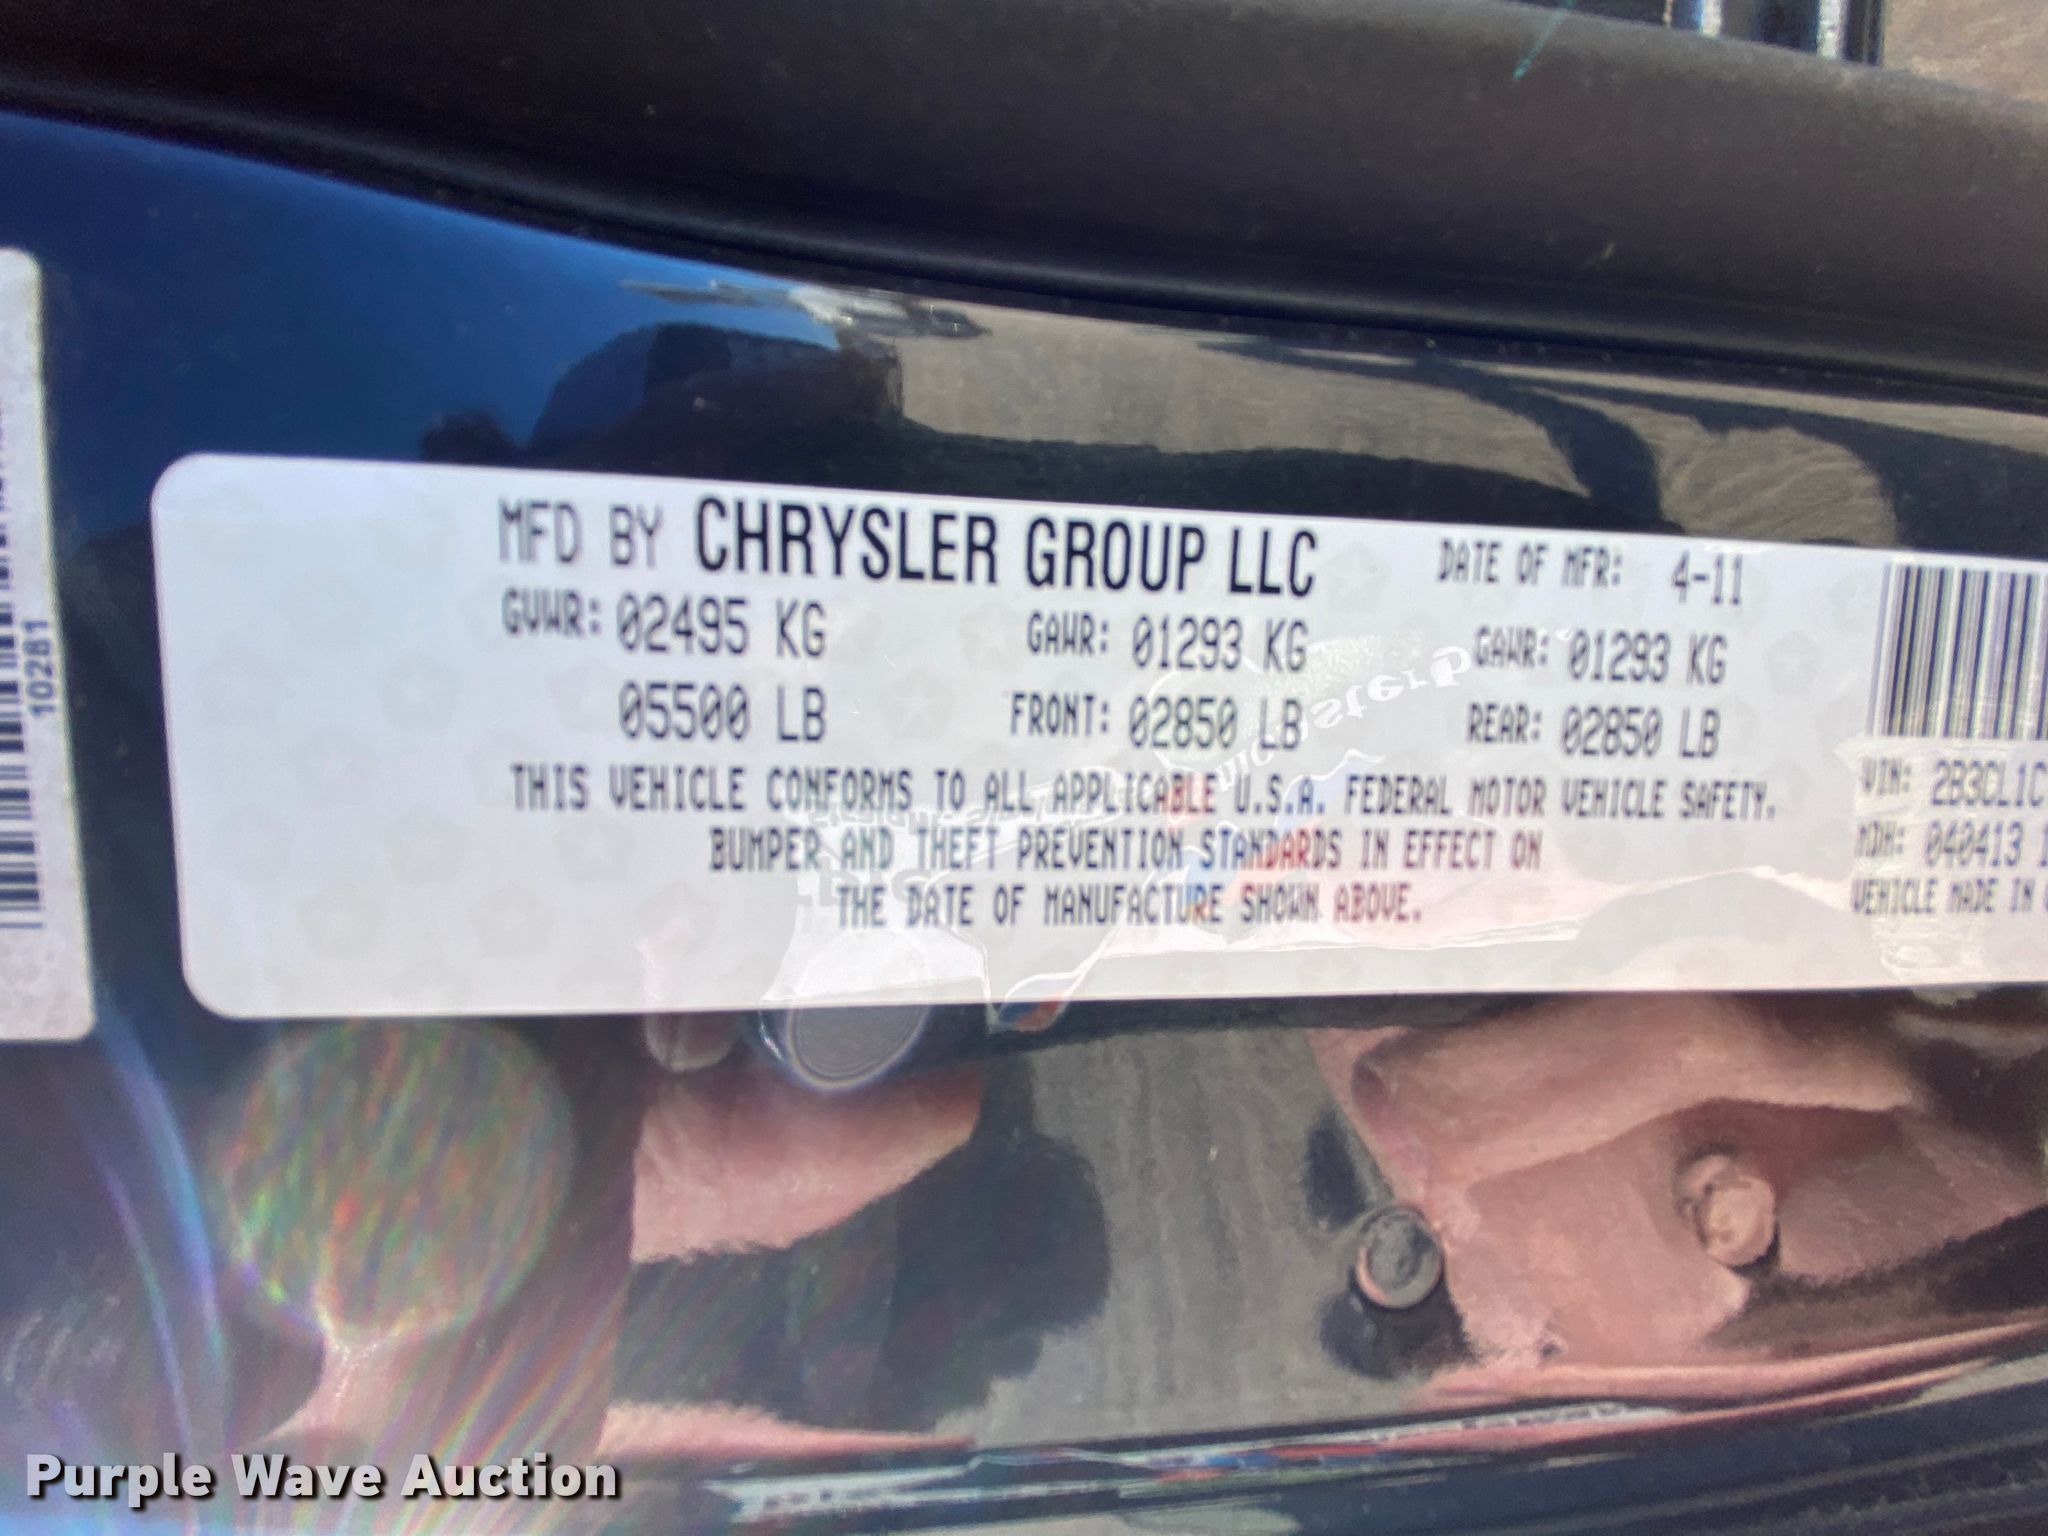 MFD BY CHRYSLER GROUP LLC DATE OF MFR: 4-11
GVWR: 02495 KG GAWR: 01293 KG GAWR: 01293 KG
05500 LB FRONT: 02850 LB REAR: 02850 LB
THIS VEHICLE CONFORMS TO ALL APPLICABLE U.S.A. FEDERAL MOTOR VEHICLE SAFETY.
BUMPER AND THEFT PREVENTION STANDARDS IN EFFECT ON
THE DATE OF MANUFACTURE SHOWN ABOVE.
VIN: 2B3CL1C
MDH: 040413 1
VEHICLE MADE IN
10281
Purple Wave Auction